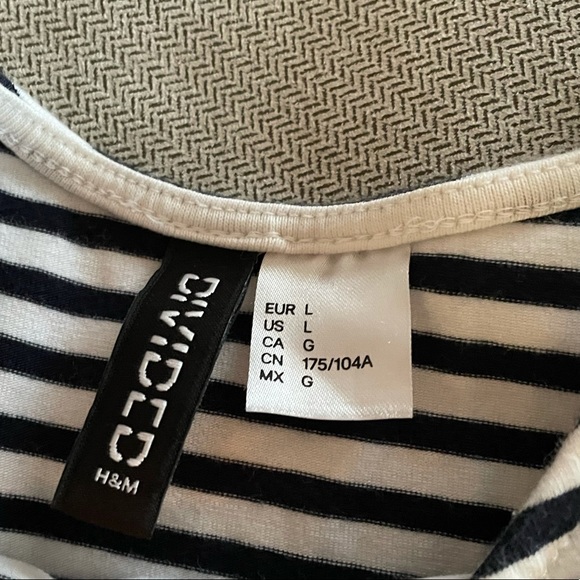 DIVIDED
H&M
EUR L
US L
CA G
CN 175/104A
MX G